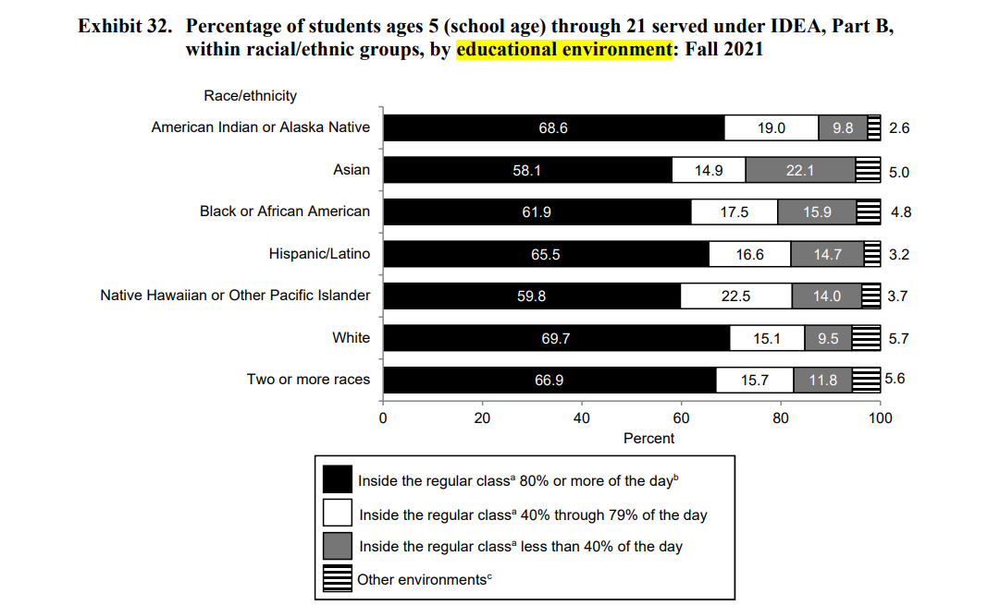 Exhibit 32. Percentage of students ages 5 (school age) through 21 served under IDEA, Part B,
within racial/ethnic groups, by educational environment: Fall 2021
Race/ethnicity
American Indian or Alaska Native 68.6 19.0 9.8 2.6
Asian 58.1 14.9 22.1 5.0
Black or African American 61.9 17.5 15.9 4.8
Hispanic/Latino 65.5 16.6 14.7 3.2
Native Hawaiian or Other Pacific Islander 59.8 22.5 14.0 3.7
White 69.7 15.1 9.5 5.7
Two or more races 66.9 15.7 11.8 5.6
0 20 40 60 80 100
Percent
Inside the regular classᵃ 80% or more of the dayᵇ
Inside the regular classᵃ 40% through 79% of the day
Inside the regular classᵃ less than 40% of the day
Other environmentsᶜ